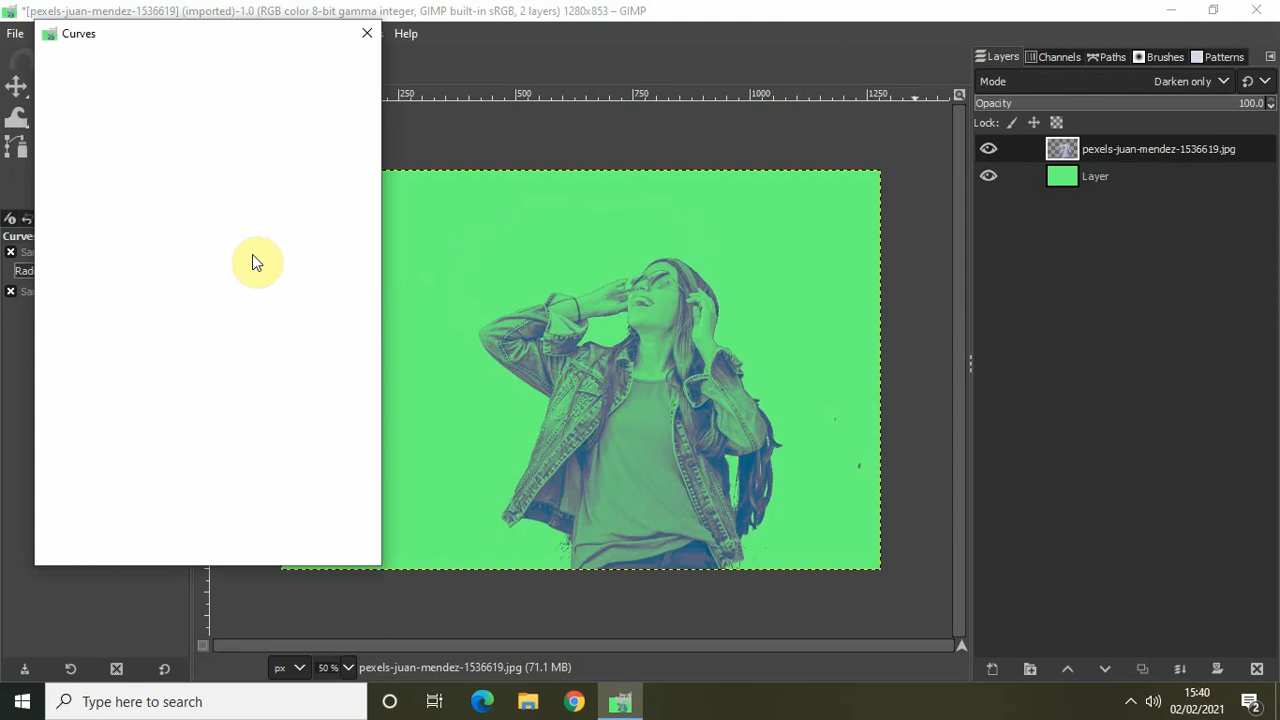 *[pexels-juan-mendez-1536619] (imported)-1.0 (RGB color 8-bit gamma integer, GIMP built-in sRGB, 2 layers) 1280x853 – GIMP
File
Curves
Help
Layers
Channels
Paths
Brushes
Patterns
Mode
Darken only
Opacity
100.0
Lock:
250
500
750
1000
1250
pexels-juan-mendez-1536619.jpg
Layer
px
50 %
pexels-juan-mendez-1536619.jpg (71.1 MB)
Type here to search
15:40
02/02/2021
2